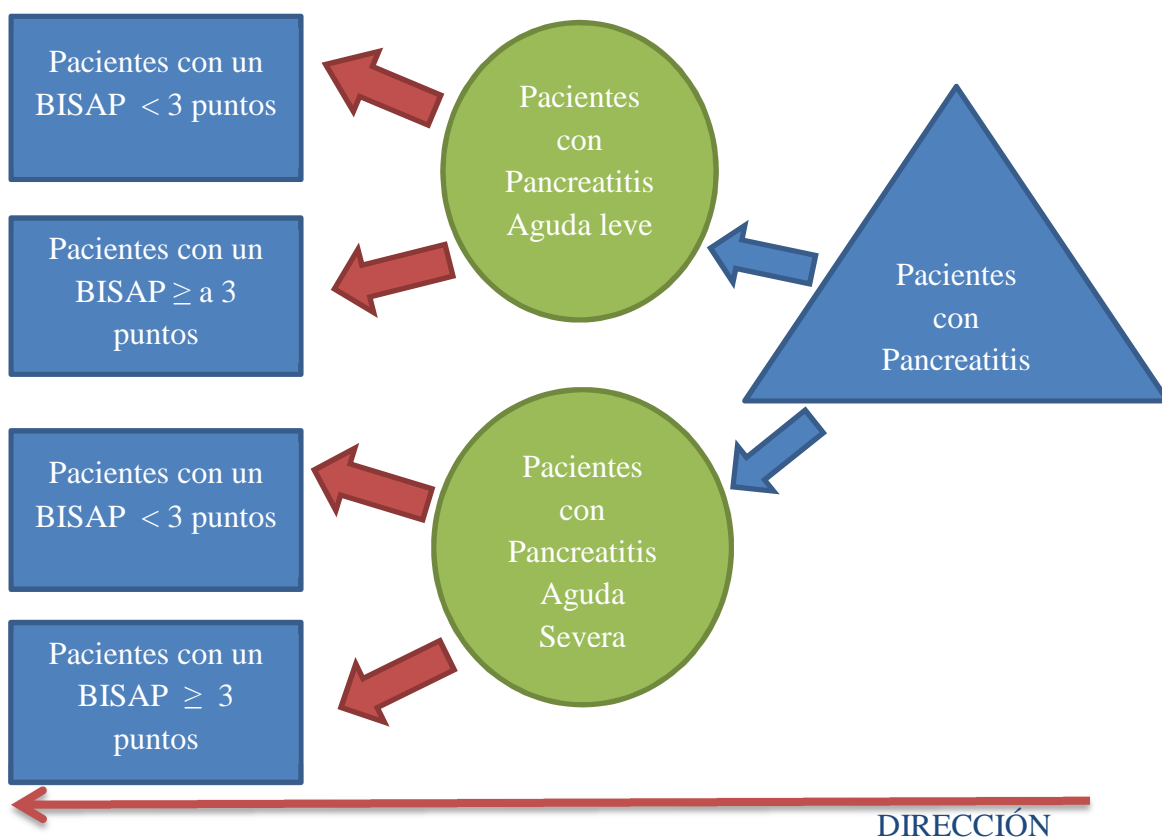 Pacientes con un
BISAP < 3 puntos
Pacientes con un
BISAP ≥ a 3
puntos
Pacientes con un
BISAP < 3 puntos
Pacientes con un
BISAP ≥ 3
puntos
Pacientes
con
Pancreatitis
Aguda leve
Pacientes
con
Pancreatitis
Aguda
Severa
Pacientes
con
Pancreatitis
DIRECCIÓN